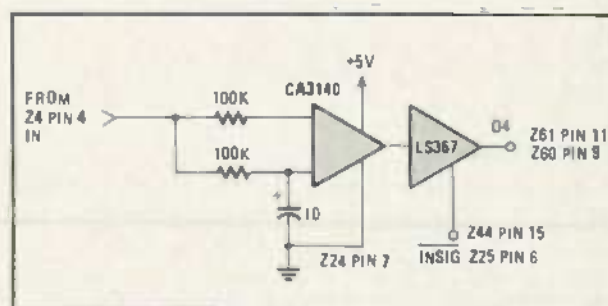 FROM
Z4 PIN 4
IN
100K
100K
CA3140
+5V
LS367
04
Z61 PIN 11
Z60 PIN 9
+
10
Z24 PIN 7
Z44 PIN 15
INSIG Z25 PIN 6